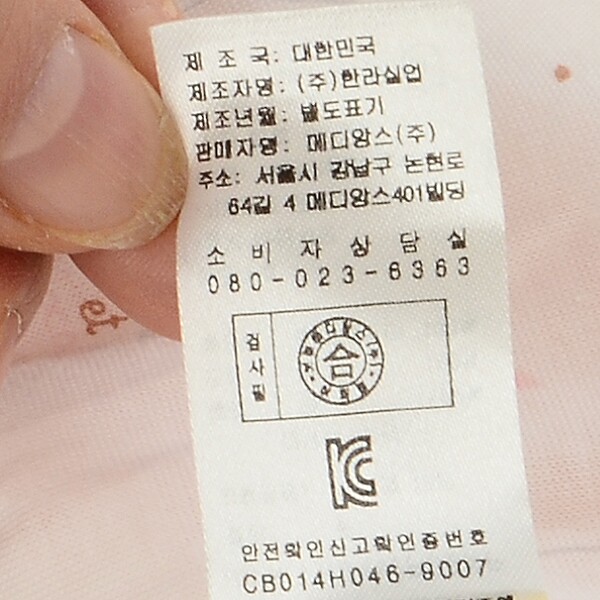 제 조 국: 대한민국
제조자명: (주)한라실업
제조년월: 별도표기
판매자명: 메디앙스(주)
주소: 서울시 강남구 논현로
64길 4 메디앙스401빌딩
소 비 자 상 담 실
080-023-6363
검사필
합
KC
안전확인신고확인증번호
CB014H046-9007
et